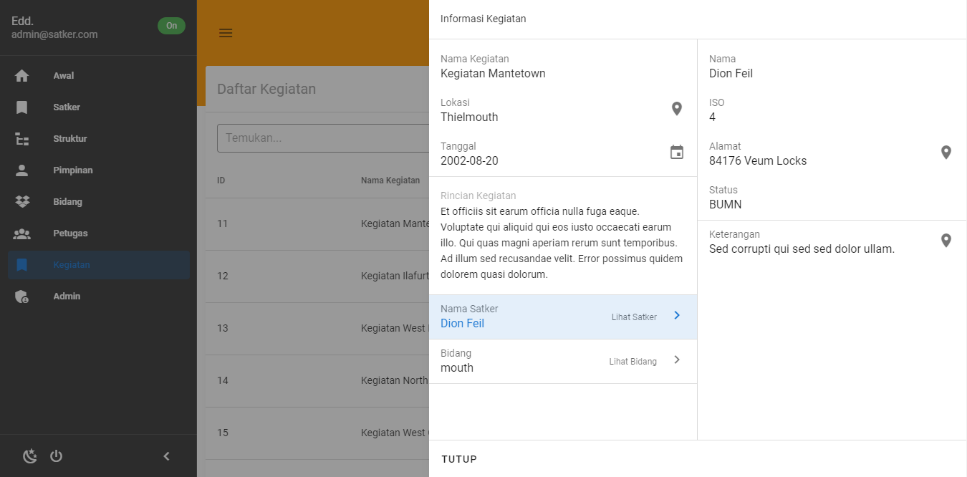 Edd.
admin@satker.com
On
Awal
Satker
Struktur
Pimpinan
Bidang
Petugas
Kegiatan
Admin
Daftar Kegiatan
Temukan...
ID
Nama Kegiatan
11
Kegiatan Mante
12
Kegiatan Ilafurt
13
Kegiatan West
14
Kegiatan North
15
Kegiatan West
Informasi Kegiatan
Nama Kegiatan
Kegiatan Mantetown
Lokasi
Thielmouth
Tanggal
2002-08-20
Rincian Kegiatan
Et officiis sit earum officia nulla fuga eaque.
Voluptate qui aliquid qui eos iusto occaecati earum
illo. Qui quas magni aperiam rerum sunt temporibus.
Ad illum sed recusandae velit. Error possimus quidem
dolorem quasi dolorum.
Nama Satker
Dion Feil
Lihat Satker
Bidang
mouth
Lihat Bidang
Nama
Dion Feil
ISO
4
Alamat
84176 Veum Locks
Status
BUMN
Keterangan
Sed corrupti qui sed sed dolor ullam.
TUTUP